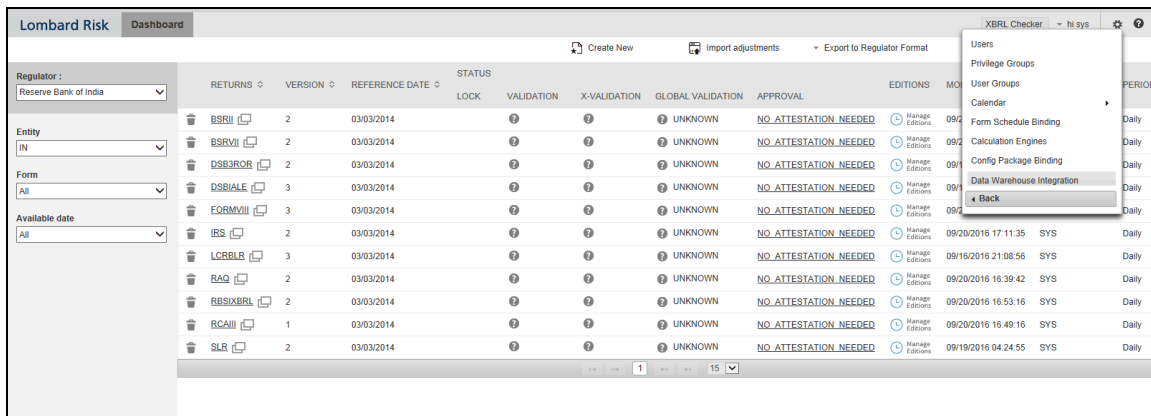 Lombard Risk Dashboard XBRL Checker hi sys
Create New Import adjustments Export to Regulator Format
Users
Privilege Groups
User Groups
Calendar
Form Schedule Binding
Calculation Engines
Config Package Binding
Data Warehouse Integration
Back
Regulator :
Reserve Bank of India
Entity
IN
Form
All
Available date
All
STATUS
RETURNS VERSION REFERENCE DATE EDITIONS
LOCK VALIDATION X-VALIDATION GLOBAL VALIDATION APPROVAL
BSRII 2 03/03/2014 UNKNOWN NO_ATTESTATION_NEEDED Manage Editions Daily
BSRVII 2 03/03/2014 UNKNOWN NO_ATTESTATION_NEEDED Manage Editions Daily
DSB3ROR 2 03/03/2014 UNKNOWN NO_ATTESTATION_NEEDED Manage Editions Daily
DSBIALE 3 03/03/2014 UNKNOWN NO_ATTESTATION_NEEDED Manage Editions Daily
FORMVIII 3 03/03/2014 UNKNOWN NO_ATTESTATION_NEEDED Manage Editions Daily
IRS 2 03/03/2014 UNKNOWN NO_ATTESTATION_NEEDED Manage Editions 09/20/2016 17:11:35 SYS Daily
LCRBLR 3 03/03/2014 UNKNOWN NO_ATTESTATION_NEEDED Manage Editions 09/16/2016 21:08:56 SYS Daily
RAQ 2 03/03/2014 UNKNOWN NO_ATTESTATION_NEEDED Manage Editions 09/20/2016 16:39:42 SYS Daily
RBSIXBRL 2 03/03/2014 UNKNOWN NO_ATTESTATION_NEEDED Manage Editions 09/20/2016 16:53:16 SYS Daily
RCAIII 1 03/03/2014 UNKNOWN NO_ATTESTATION_NEEDED Manage Editions 09/20/2016 16:49:16 SYS Daily
SLR 2 03/03/2014 UNKNOWN NO_ATTESTATION_NEEDED Manage Editions 09/19/2016 04:24:55 SYS Daily
1 15